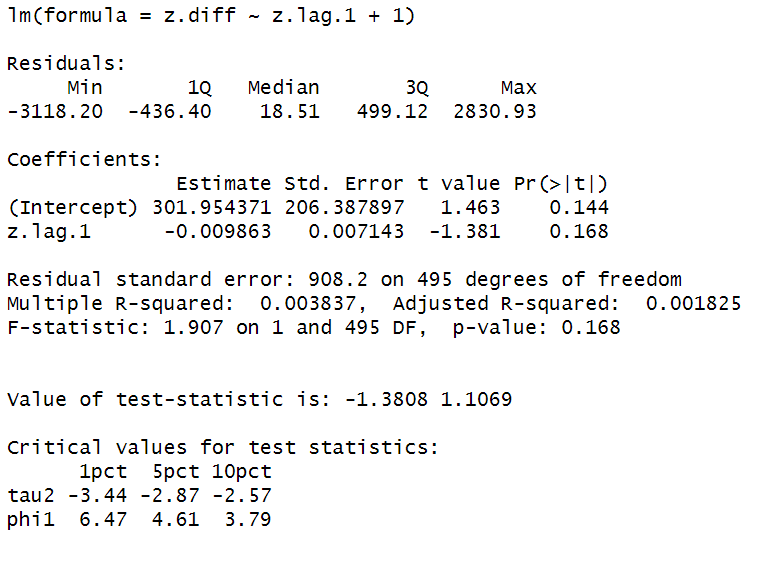 lm(formula = z.diff ~ z.lag.1 + 1)
Residuals:
Min 1Q Median 3Q Max
-3118.20 -436.40 18.51 499.12 2830.93
Coefficients:
Estimate Std. Error t value Pr(>|t|)
(Intercept) 301.954371 206.387897 1.463 0.144
z.lag.1 -0.009863 0.007143 -1.381 0.168
Residual standard error: 908.2 on 495 degrees of freedom
Multiple R-squared: 0.003837, Adjusted R-squared: 0.001825
F-statistic: 1.907 on 1 and 495 DF, p-value: 0.168
Value of test-statistic is: -1.3808 1.1069
Critical values for test statistics:
1pct 5pct 10pct
tau2 -3.44 -2.87 -2.57
phi1 6.47 4.61 3.79